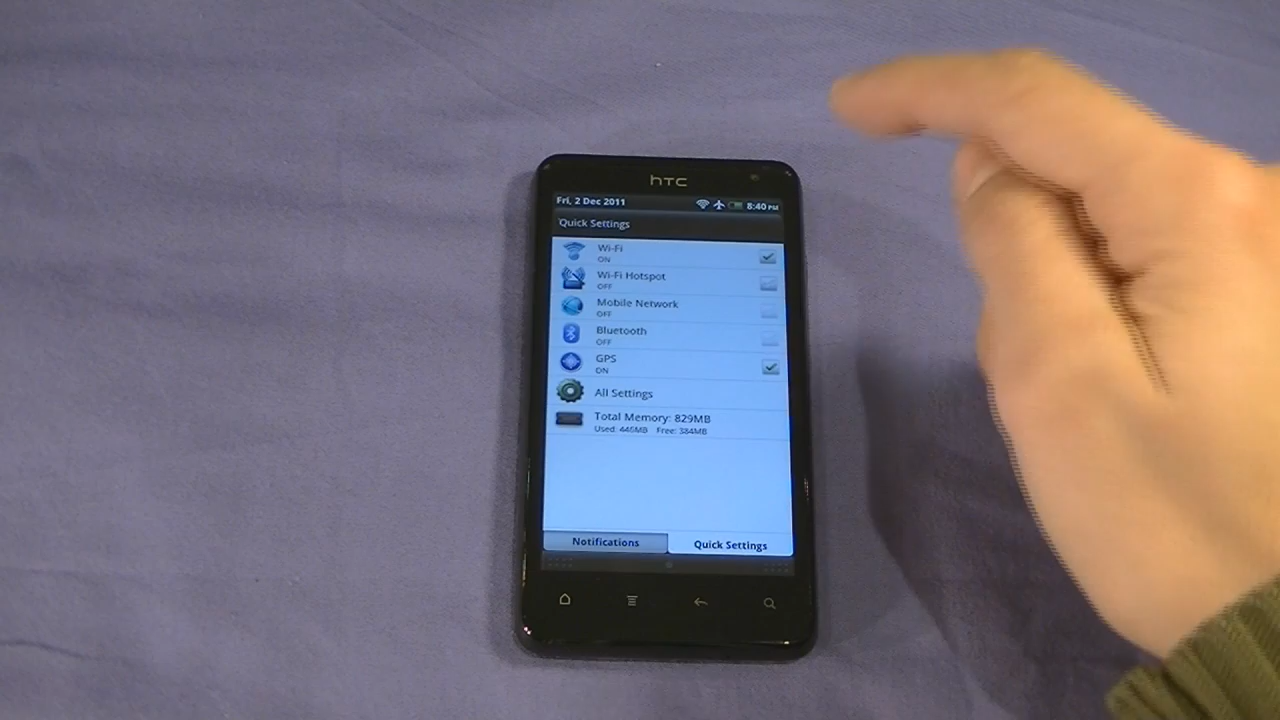 hTC
Fri, 2 Dec 2011 8:40 PM
Quick Settings
Wi-Fi
ON
Wi-Fi Hotspot
OFF
Mobile Network
OFF
Bluetooth
OFF
GPS
ON
All Settings
Total Memory: 829MB
Used: 446MB Free: 384MB
Notifications Quick Settings